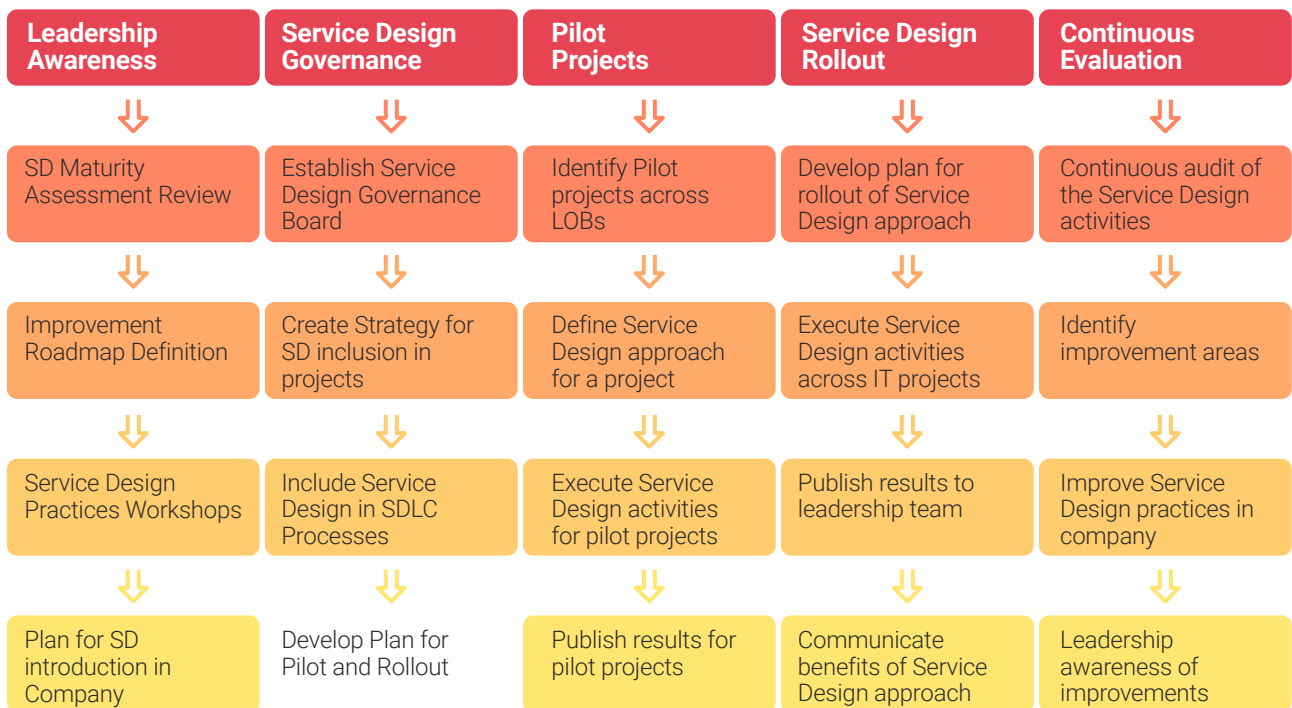 Leadership
Awareness
Service Design
Governance
Pilot
Projects
Service Design
Rollout
Continuous
Evaluation
SD Maturity
Assessment Review
Establish Service
Design Governance
Board
Identify Pilot
projects across
LOBs
Develop plan for
rollout of Service
Design approach
Continuous audit of
the Service Design
activities
Improvement
Roadmap Definition
Create Strategy for
SD inclusion in
projects
Define Service
Design approach
for a project
Execute Service
Design activities
across IT projects
Identify
improvement areas
Service Design
Practices Workshops
Include Service
Design in SDLC
Processes
Execute Service
Design activities
for pilot projects
Publish results to
leadership team
Improve Service
Design practices in
company
Plan for SD
introduction in
Company
Develop Plan for
Pilot and Rollout
Publish results for
pilot projects
Communicate
benefits of Service
Design approach
Leadership
awareness of
improvements